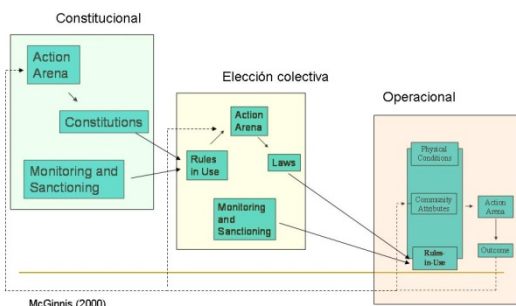 Constitucional
Action
Arena
Constitutions
Monitoring and
Sanctioning
Elección colectiva
Action
Arena
Rules
in Use
Laws
Monitoring
and
Sanctioning
Operacional
Physical
Conditions
Community
Attributes
Rules-
in-Use
Action
Arena
Outcome
McGinnis (2000)